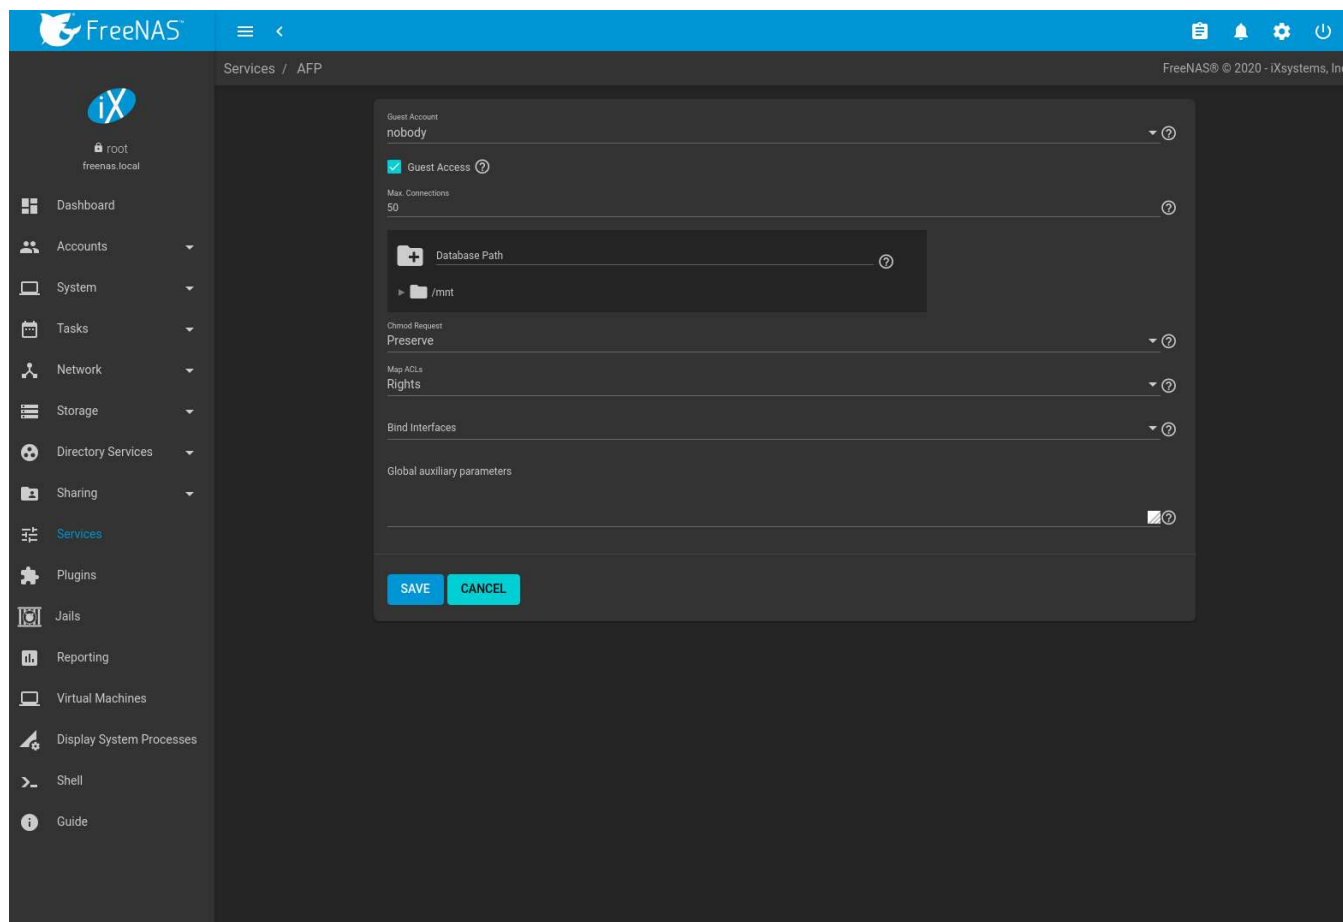 FreeNAS™
Services / AFP
FreeNAS® © 2020 - iXsystems, Inc
iX
root
freenas.local
Dashboard
Accounts
System
Tasks
Network
Storage
Directory Services
Sharing
Services
Plugins
Jails
Reporting
Virtual Machines
Display System Processes
Shell
Guide
Guest Account
nobody
Guest Access
Max. Connections
50
Database Path
/mnt
Chmod Request
Preserve
Map ACLs
Rights
Bind Interfaces
Global auxiliary parameters
SAVE CANCEL